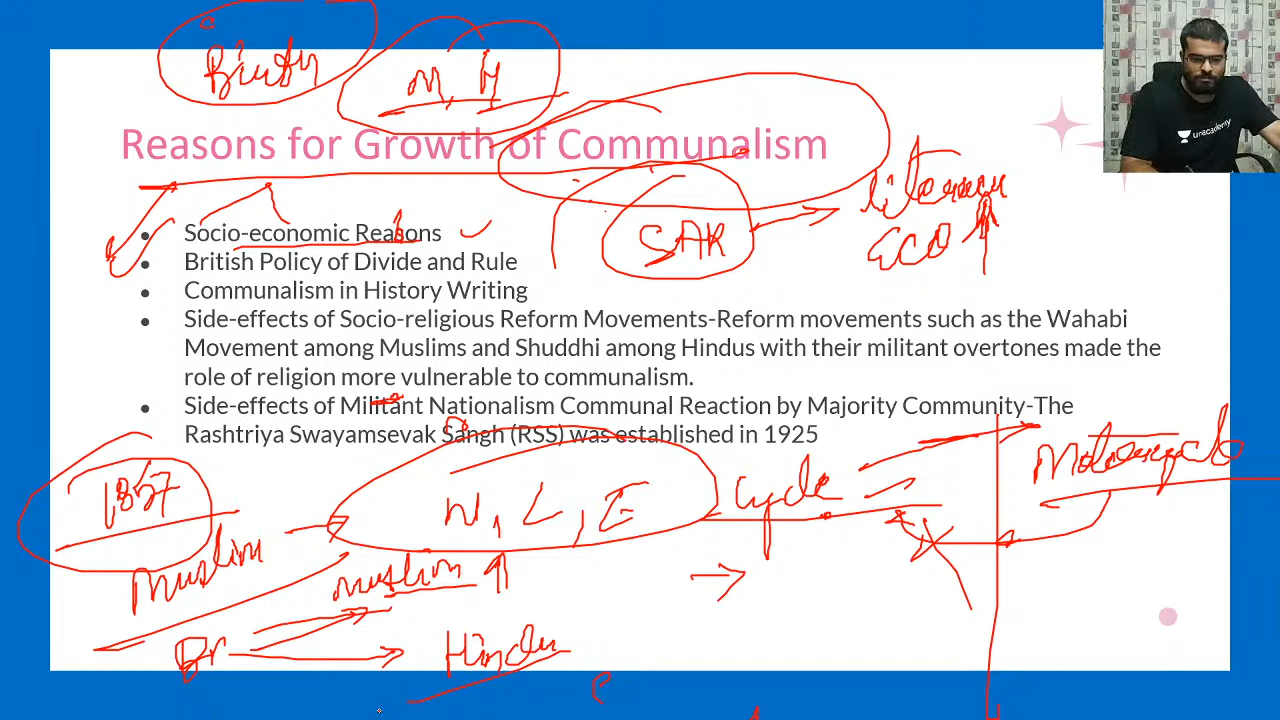 M, H
unacademy
Reasons for Growth of Communalism
SAR
ECO
• Socio-economic Reasons
• British Policy of Divide and Rule
• Communalism in History Writing
• Side-effects of Socio-religious Reform Movements-Reform movements such as the Wahabi
Movement among Muslims and Shuddhi among Hindus with their militant overtones made the
role of religion more vulnerable to communalism.
• Side-effects of Militant Nationalism Communal Reaction by Majority Community-The
Rashtriya Swayamsevak Sangh (RSS) was established in 1925
1857
N, L, E
Cycle
Motorcycle
Muslim
Muslim
Br
Hindu